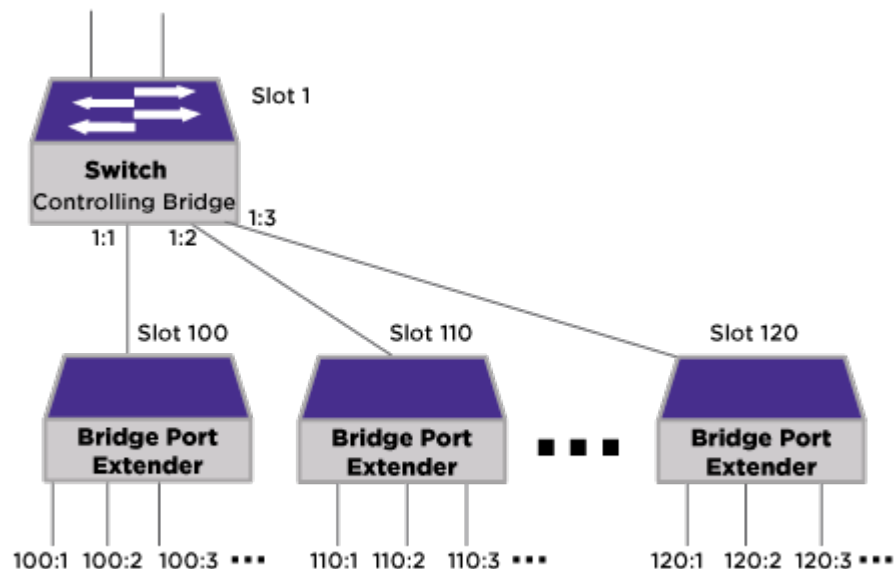 Slot 1
Switch
Controlling Bridge
1:1
1:2
1:3
Slot 100
Slot 110
Slot 120
Bridge Port
Extender
Bridge Port
Extender
Bridge Port
Extender
100:1 100:2 100:3
110:1 110:2 110:3
120:1 120:2 120:3